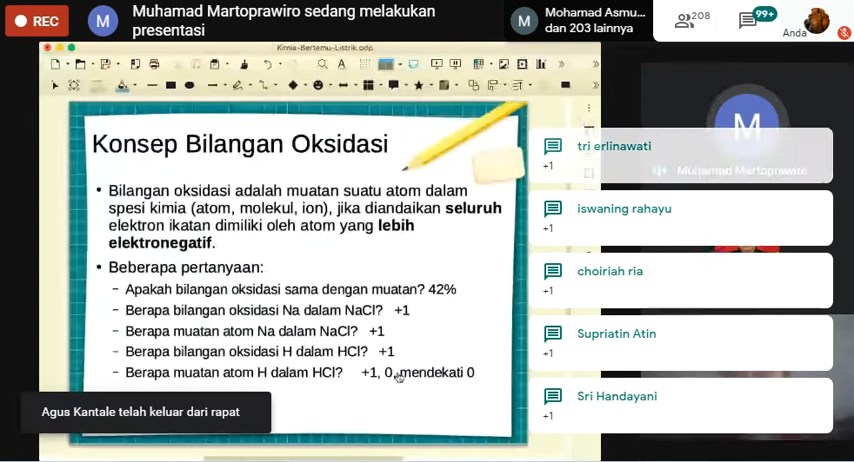 REC
M
Muhamad Martoprawiro sedang melakukan
presentasi
M
Mohamad Asmu...
dan 203 lainnya
208
99+
Anda
Kimia-Bertemu-Listrik.odp
Konsep Bilangan Oksidasi
• Bilangan oksidasi adalah muatan suatu atom dalam
spesi kimia (atom, molekul, ion), jika diandaikan seluruh
elektron ikatan dimiliki oleh atom yang lebih
elektronegatif.
• Beberapa pertanyaan:
– Apakah bilangan oksidasi sama dengan muatan? 42%
– Berapa bilangan oksidasi Na dalam NaCl? +1
– Berapa muatan atom Na dalam NaCl? +1
– Berapa bilangan oksidasi H dalam HCl? +1
– Berapa muatan atom H dalam HCl? +1, 0, mendekati 0
Agus Kantale telah keluar dari rapat
M
tri erlinawati
+1
Muhamad Martoprawiro
iswaning rahayu
+1
choiriah ria
+1
Supriatin Atin
+1
Sri Handayani
+1